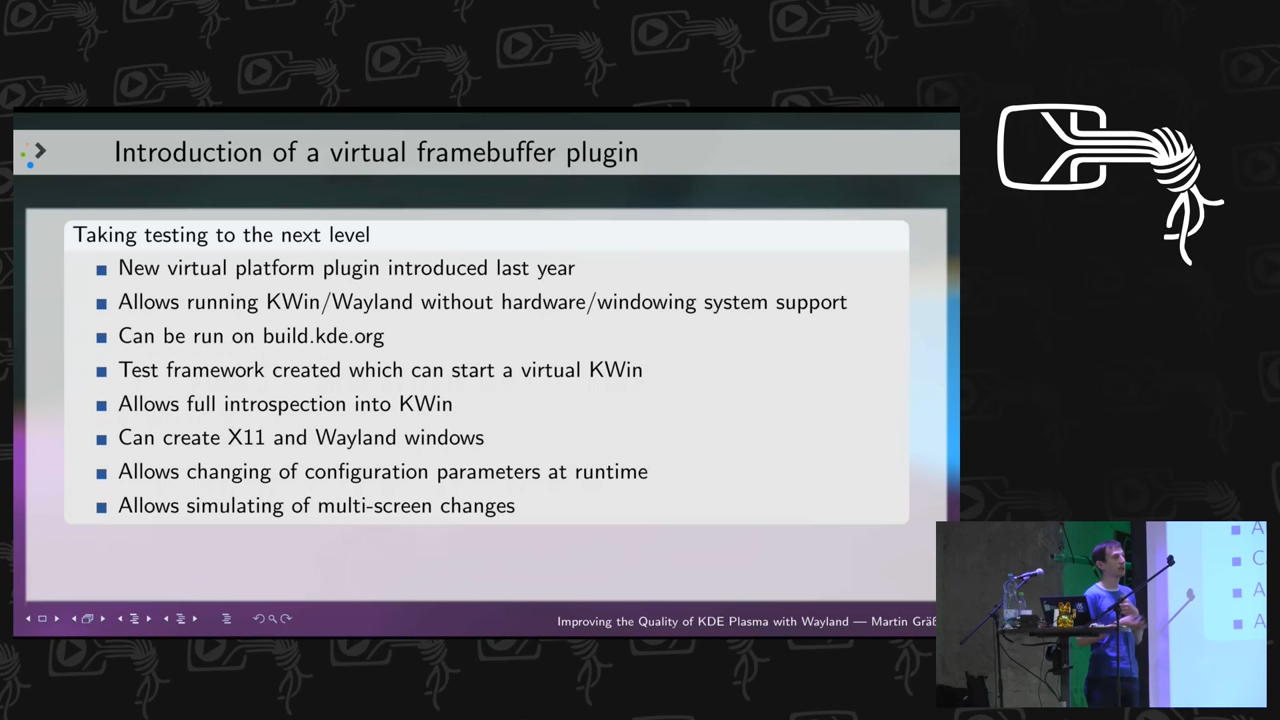 Introduction of a virtual framebuffer plugin
Taking testing to the next level
New virtual platform plugin introduced last year
Allows running KWin/Wayland without hardware/windowing system support
Can be run on build.kde.org
Test framework created which can start a virtual KWin
Allows full introspection into KWin
Can create X11 and Wayland windows
Allows changing of configuration parameters at runtime
Allows simulating of multi-screen changes
Improving the Quality of KDE Plasma with Wayland — Martin
A
C
A
A